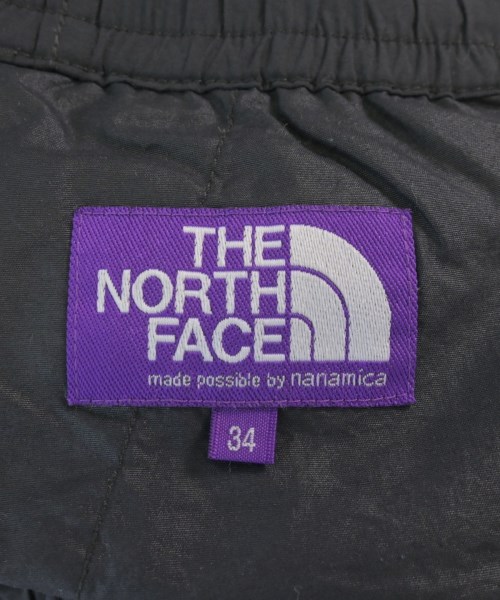 THE
NORTH
FACE
made possible by nanamica
34